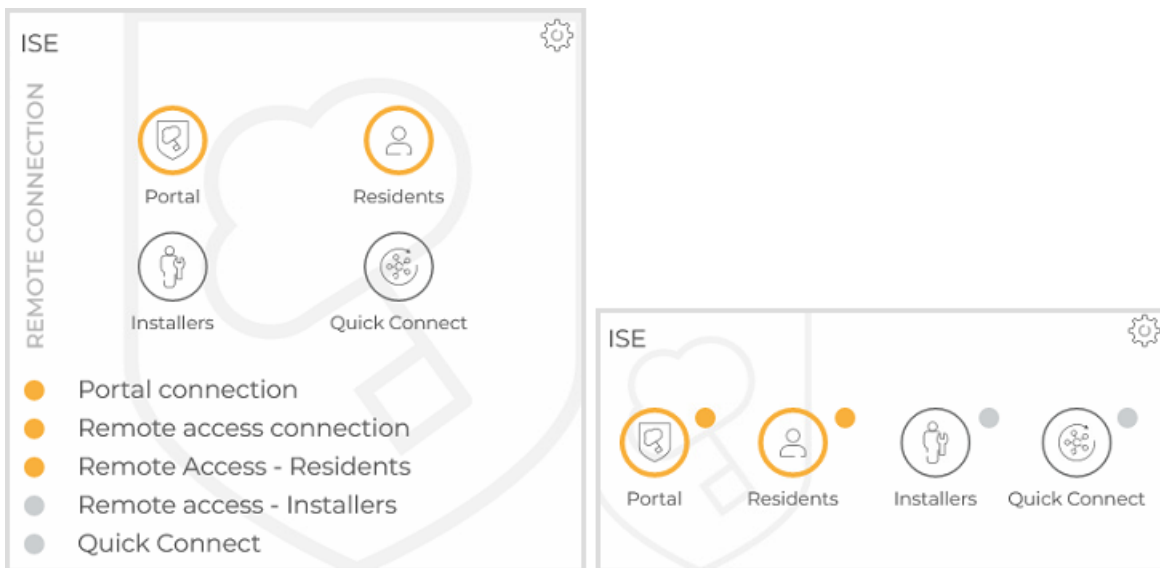 ISE
REMOTE CONNECTION
Portal
Residents
Installers
Quick Connect
Portal connection
Remote access connection
Remote Access - Residents
Remote access - Installers
Quick Connect
ISE
Portal
Residents
Installers
Quick Connect